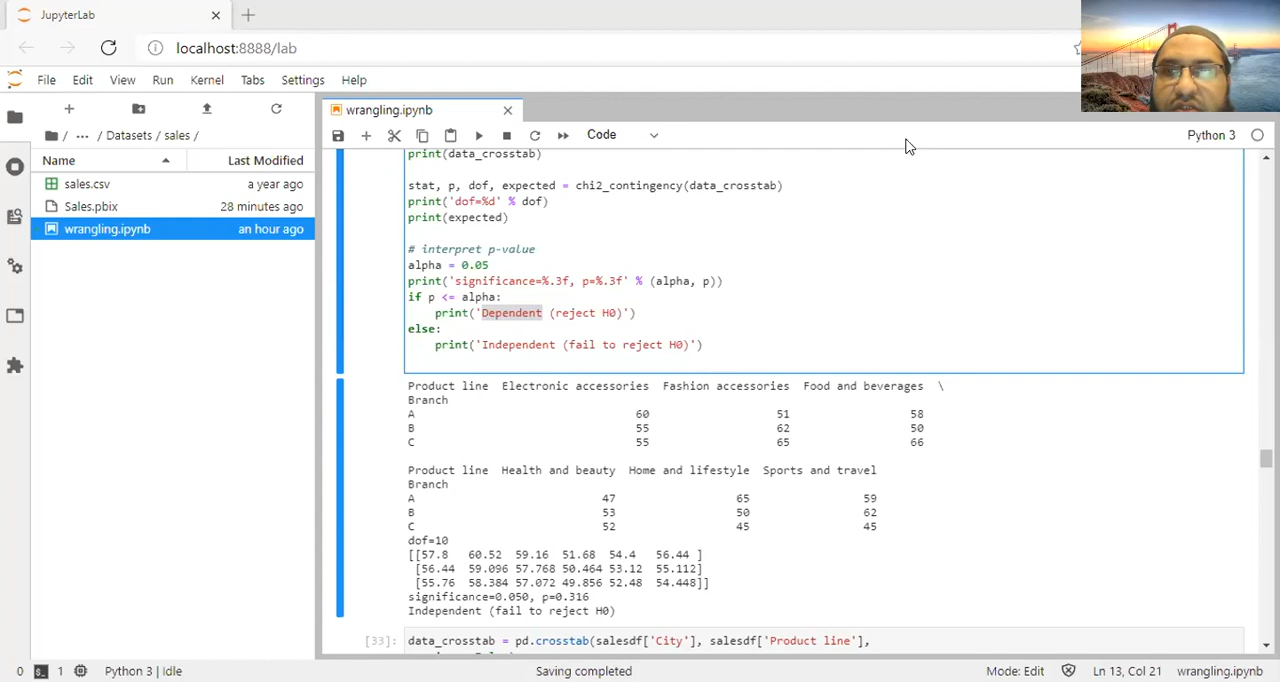 JupyterLab
localhost:8888/lab
File Edit View Run Kernel Tabs Settings Help
/ ... / Datasets / sales /
Name Last Modified
sales.csv a year ago
Sales.pbix 28 minutes ago
wrangling.ipynb an hour ago
wrangling.ipynb
Code Python 3
print(data_crosstab)
stat, p, dof, expected = chi2_contingency(data_crosstab)
print('dof=%d' % dof)
print(expected)
# interpret p-value
alpha = 0.05
print('significance=%.3f, p=%.3f' % (alpha, p))
if p <= alpha:
print('Dependent (reject H0)')
else:
print('Independent (fail to reject H0)')
Product line Electronic accessories Fashion accessories Food and beverages \
Branch
A 60 51 58
B 55 62 50
C 55 65 66
Product line Health and beauty Home and lifestyle Sports and travel
Branch
A 47 65 59
B 53 50 62
C 52 45 45
dof=10
[[57.8 60.52 59.16 51.68 54.4 56.44 ]
[56.44 59.096 57.768 50.464 53.12 55.112]
[55.76 58.384 57.072 49.856 52.48 54.448]]
significance=0.050, p=0.316
Independent (fail to reject H0)
[33]: data_crosstab = pd.crosstab(salesdf['City'], salesdf['Product line'],
0 1 Python 3 | Idle Saving completed Mode: Edit Ln 13, Col 21 wrangling.ipynb